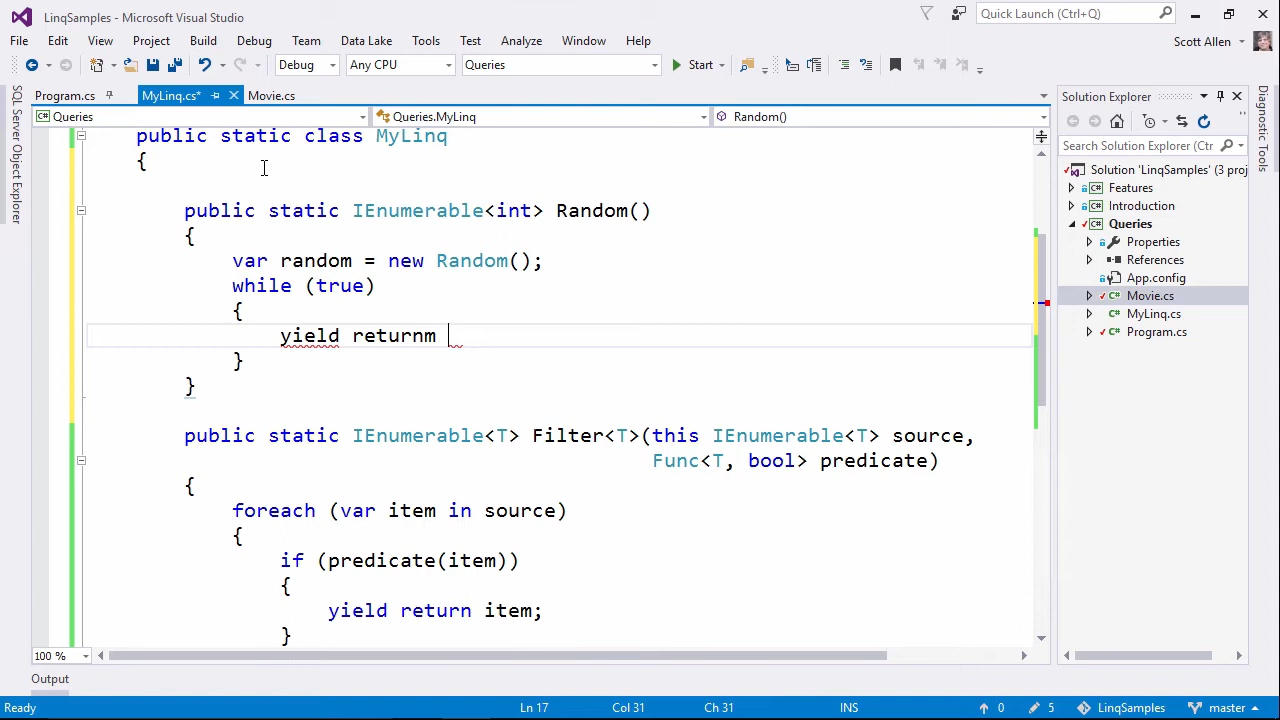 LinqSamples - Microsoft Visual Studio
Quick Launch (Ctrl+Q)
File Edit View Project Build Debug Team Data Lake Tools Test Analyze Window Help
Scott Allen
Debug Any CPU Queries Start
Program.cs MyLinq.cs* Movie.cs
Queries Queries.MyLinq Random()
SQL Server Object Explorer
public static class MyLinq
{
public static IEnumerable<int> Random()
{
var random = new Random();
while (true)
{
yield returnm
}
}
public static IEnumerable<T> Filter<T>(this IEnumerable<T> source,
Func<T, bool> predicate)
{
foreach (var item in source)
{
if (predicate(item))
{
yield return item;
}
100 %
Solution Explorer
Search Solution Explorer (Ctr
Solution 'LinqSamples' (3 proj
Features
Introduction
Queries
Properties
References
App.config
Movie.cs
MyLinq.cs
Program.cs
Diagnostic Tools
Output
Ready Ln 17 Col 31 Ch 31 INS 0 5 LinqSamples master